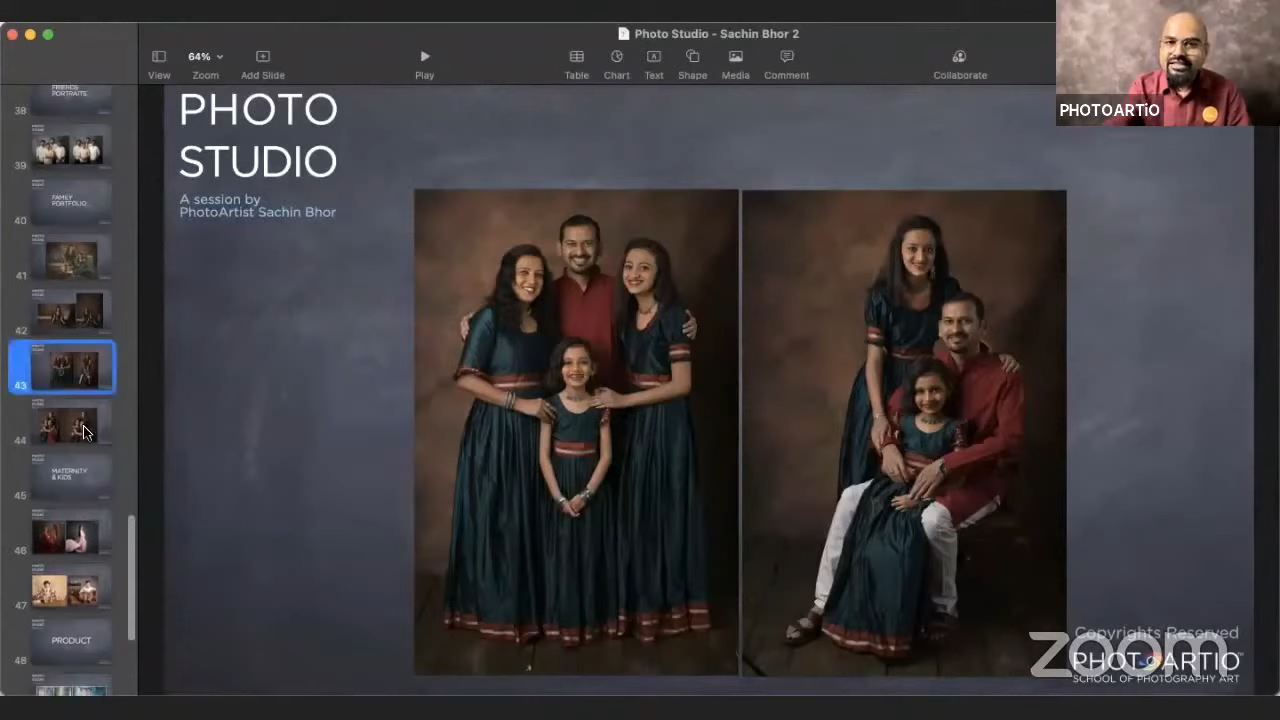 Photo Studio - Sachin Bhor 2
64%
View
Zoom
Add Slide
Play
Table
Chart
Text
Shape
Media
Comment
Collaborate
PHOTOARTiO
PHOTO
STUDIO
A session by
PhotoArtist Sachin Bhor
FRIENDS
PORTRAITS
38
39
FAMILY
PORTFOLIO
40
41
42
43
44
MATERNITY
& KIDS
45
46
47
PRODUCT
48
Copyrights Reserved
zoom
PHOTOARTIO
SCHOOL OF PHOTOGRAPHY ART